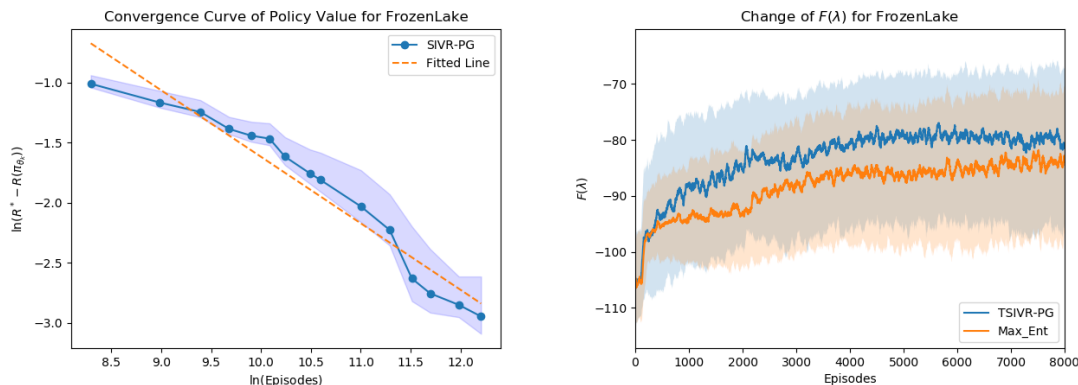 Convergence Curve of Policy Value for FrozenLake
SIVR-PG
Fitted Line
−1.0
−1.5
−2.0
−2.5
−3.0
ln(R* − R(π_θ_k))
8.5 9.0 9.5 10.0 10.5 11.0 11.5 12.0
ln(Episodes)
Change of F(λ) for FrozenLake
−70
−80
−90
−100
−110
F(λ)
TSIVR-PG
Max_Ent
0 1000 2000 3000 4000 5000 6000 7000 8000
Episodes